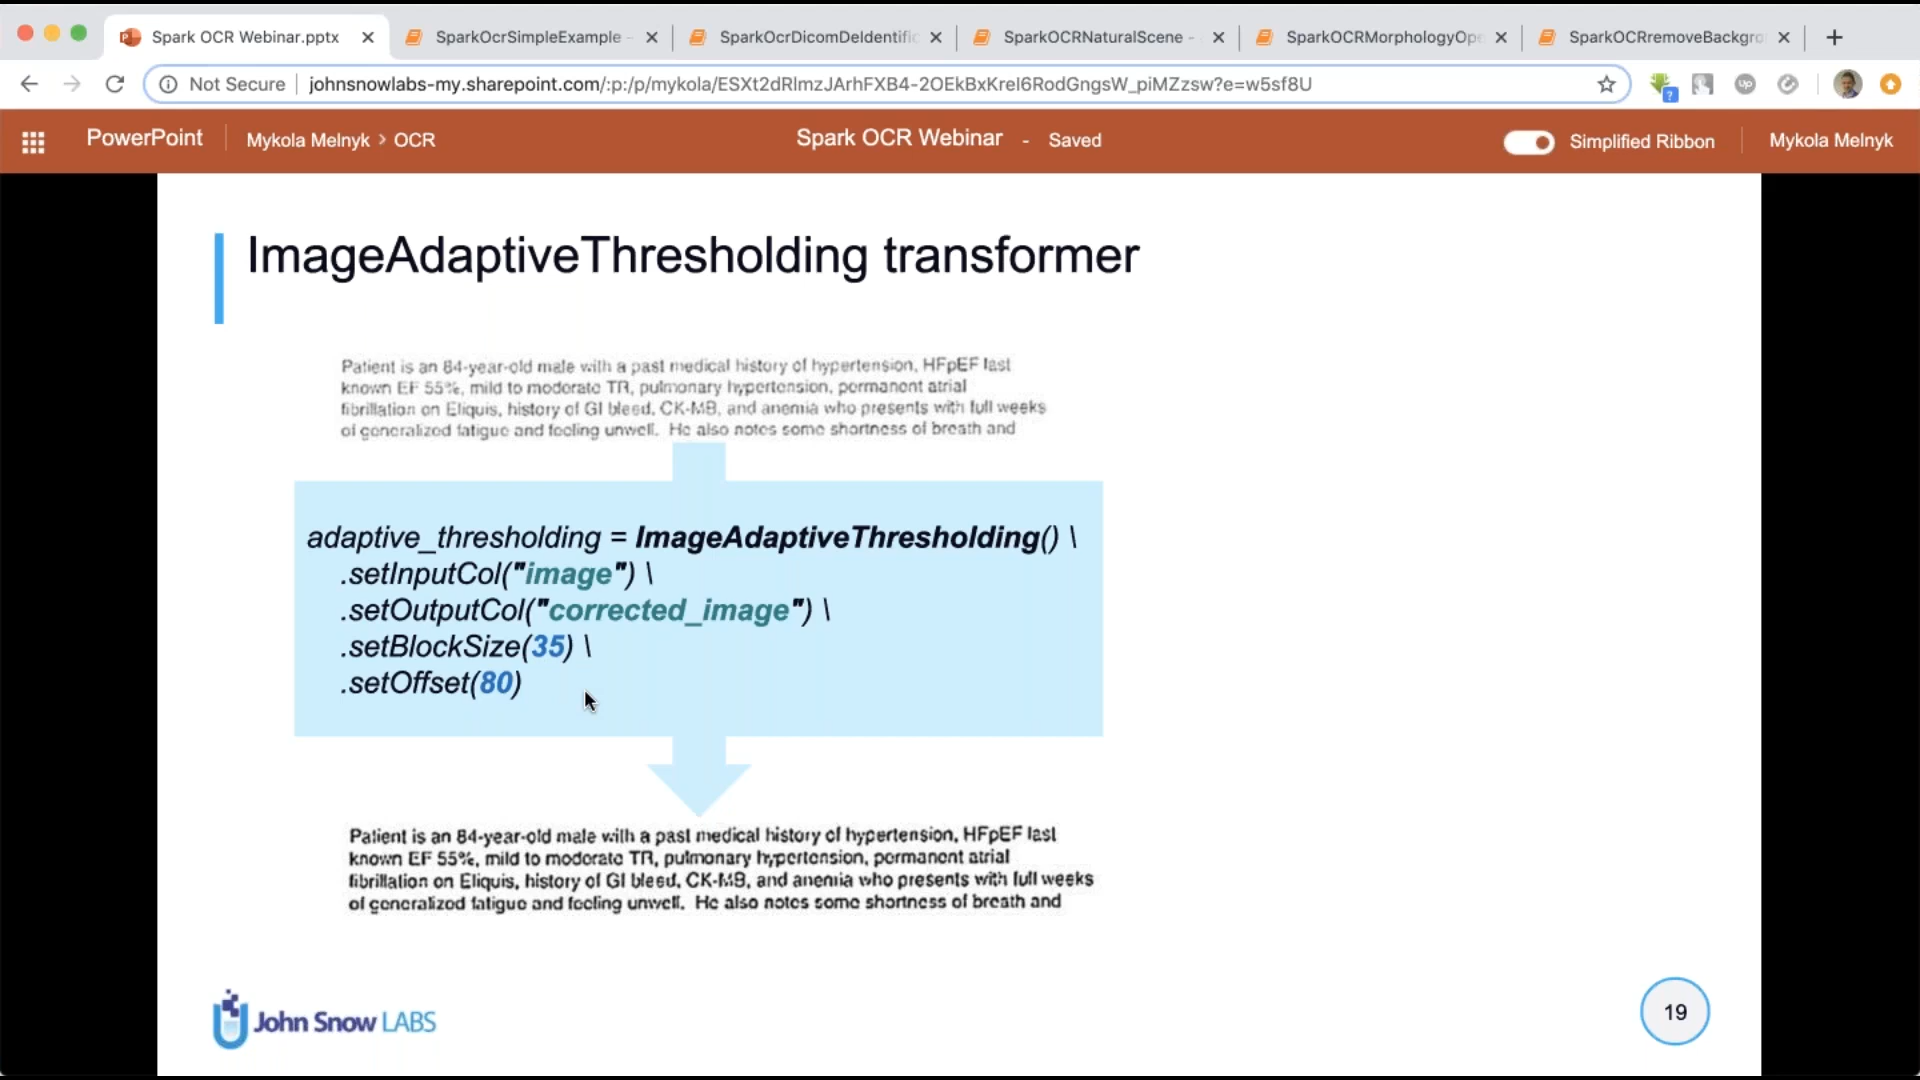 Spark OCR Webinar.pptx
SparkOcrSimpleExample -
SparkOcrDicomDeIdentific
SparkOCRNaturalScene -
SparkOCRMorphologyOpe
SparkOCRremoveBackgro
Not Secure
johnsnowlabs-my.sharepoint.com/:p:/p/mykola/ESXt2dRlmzJArhFXB4-2OEkBxKreI6RodGngsW_piMZzsw?e=w5sf8U
PowerPoint
Mykola Melnyk > OCR
Spark OCR Webinar - Saved
Simplified Ribbon
Mykola Melnyk
ImageAdaptiveThresholding transformer
Patient is an 84-year-old male with a past medical history of hypertension, HFpEF last
known EF 55%, mild to moderate TR, pulmonary hypertension, permanent atrial
fibrillation on Eliquis, history of GI bleed, CK-MB, and anemia who presents with full weeks
of generalized fatigue and feeling unwell. He also notes some shortness of breath and
adaptive_thresholding = ImageAdaptiveThresholding() \
.setInputCol("image") \
.setOutputCol("corrected_image") \
.setBlockSize(35) \
.setOffset(80)
Patient is an 84-year-old male with a past medical history of hypertension, HFpEF last
known EF 55%, mild to moderate TR, pulmonary hypertension, permanent atrial
fibrillation on Eliquis, history of GI bleed, CK-MB, and anemia who presents with full weeks
of generalized fatigue and feeling unwell. He also notes some shortness of breath and
John Snow LABS
19